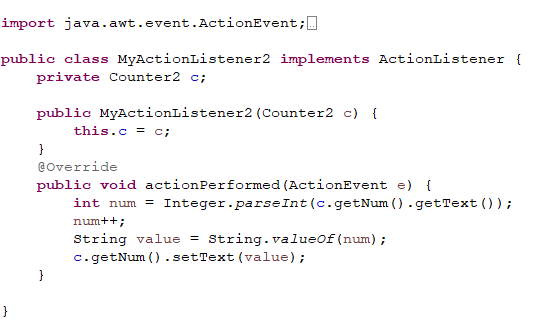 import java.awt.event.ActionEvent;
public class MyActionListener2 implements ActionListener {
    private Counter2 c;
    public MyActionListener2(Counter2 c) {
        this.c = c;
    }
    @Override
    public void actionPerformed(ActionEvent e) {
        int num = Integer.parseInt(c.getNum().getText());
        num++;
        String value = String.valueOf(num);
        c.getNum().setText(value);
    }
}